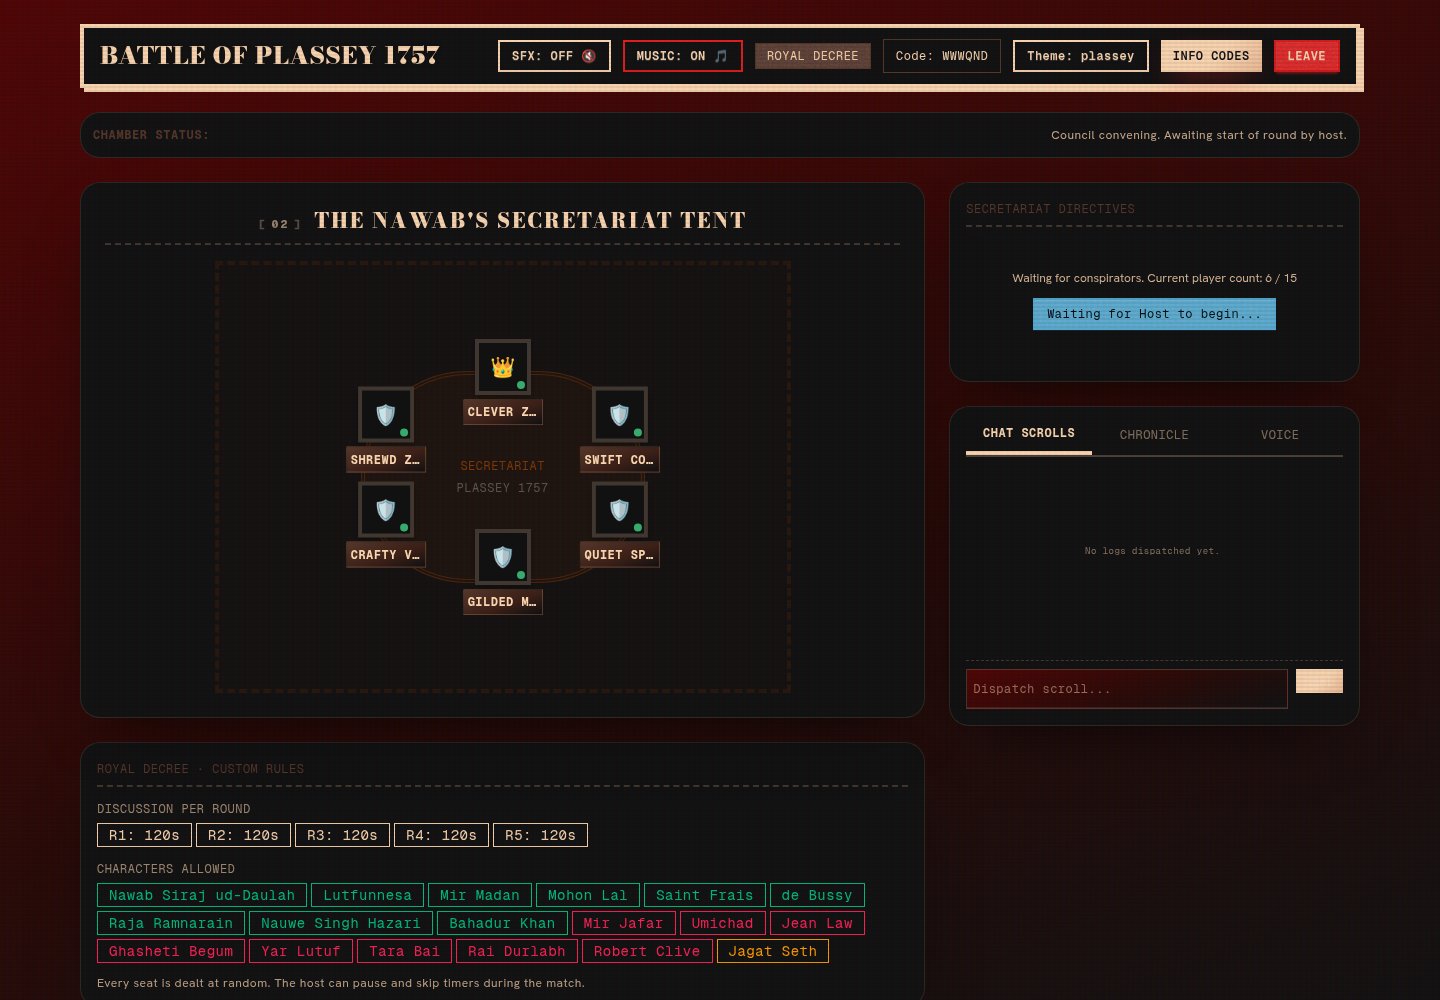 BATTLE OF PLASSEY 1757
SFX: OFF 🔇
MUSIC: ON 🎵
ROYAL DECREE
Code: WWWQND
Theme: plassey
INFO CODES
LEAVE
CHAMBER STATUS:
Council convening. Awaiting start of round by host.
[ 02 ] THE NAWAB'S SECRETARIAT TENT
CLEVER Z…
SHREWD Z…
SWIFT CO…
SECRETARIAT
PLASSEY 1757
CRAFTY V…
QUIET SP…
GILDED M…
SECRETARIAT DIRECTIVES
Waiting for conspirators. Current player count: 6 / 15
Waiting for Host to begin...
CHAT SCROLLS
CHRONICLE
VOICE
No logs dispatched yet.
Dispatch scroll...
ROYAL DECREE · CUSTOM RULES
DISCUSSION PER ROUND
R1: 120s R2: 120s R3: 120s R4: 120s R5: 120s
CHARACTERS ALLOWED
Nawab Siraj ud-Daulah Lutfunnesa Mir Madan Mohon Lal Saint Frais de Bussy
Raja Ramnarain Nauwe Singh Hazari Bahadur Khan Mir Jafar Umichad Jean Law
Ghasheti Begum Yar Lutuf Tara Bai Rai Durlabh Robert Clive Jagat Seth
Every seat is dealt at random. The host can pause and skip timers during the match.